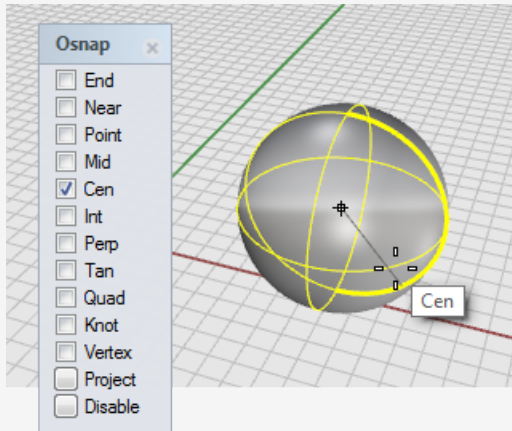 Osnap
End
Near
Point
Mid
Cen
Int
Perp
Tan
Quad
Knot
Vertex
Project
Disable
Cen